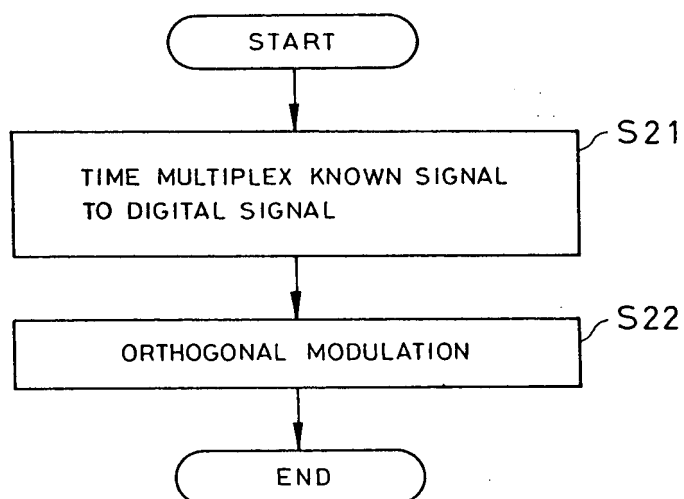 START
S21
TIME MULTIPLEX KNOWN SIGNAL
TO DIGITAL SIGNAL
S22
ORTHOGONAL MODULATION
END